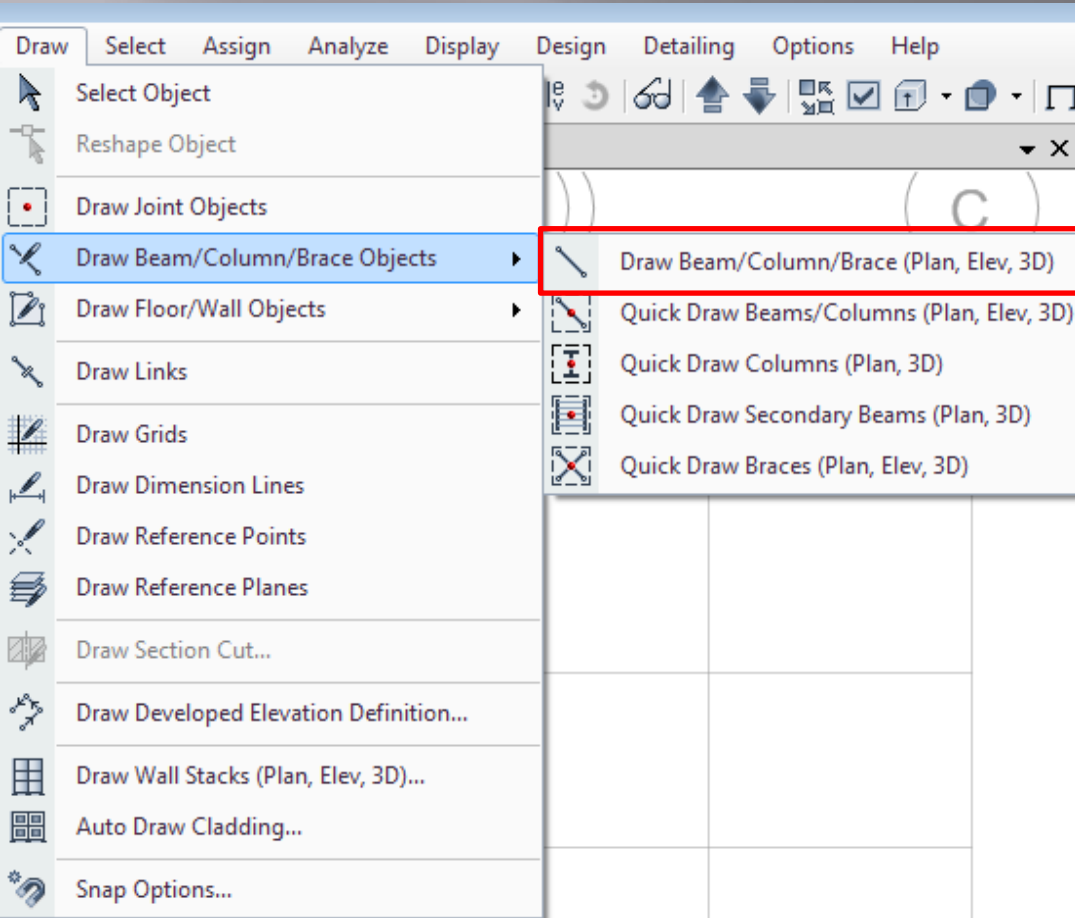 Draw Select Assign Analyze Display Design Detailing Options Help
Select Object
Reshape Object
Draw Joint Objects
Draw Beam/Column/Brace Objects
Draw Floor/Wall Objects
Draw Links
Draw Grids
Draw Dimension Lines
Draw Reference Points
Draw Reference Planes
Draw Section Cut...
Draw Developed Elevation Definition...
Draw Wall Stacks (Plan, Elev, 3D)...
Auto Draw Cladding...
Snap Options...
C
Draw Beam/Column/Brace (Plan, Elev, 3D)
Quick Draw Beams/Columns (Plan, Elev, 3D)
Quick Draw Columns (Plan, 3D)
Quick Draw Secondary Beams (Plan, 3D)
Quick Draw Braces (Plan, Elev, 3D)